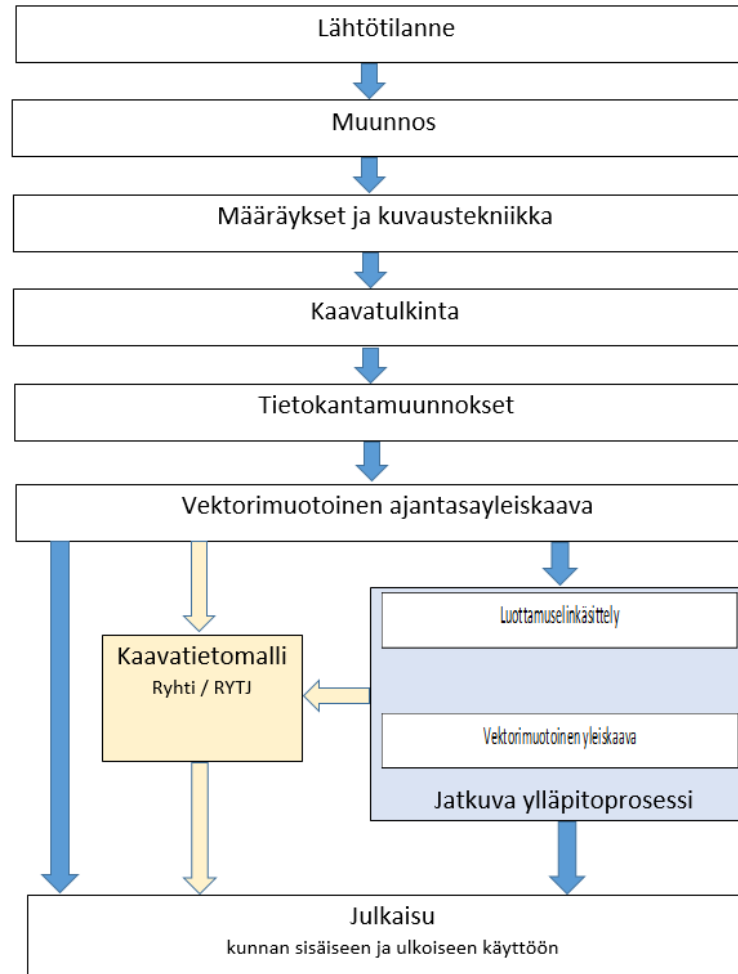 Lähtötilanne
Muunnos
Määräykset ja kuvaustekniikka
Kaavatulkinta
Tietokantamuunnokset
Vektorimuotoinen ajantasayleiskaava
Luottamuselinkäsittely
Kaavatietomalli
Ryhti / RYTJ
Vektorimuotoinen yleiskaava
Jatkuva ylläpitoprosessi
Julkaisu
kunnan sisäiseen ja ulkoiseen käyttöön